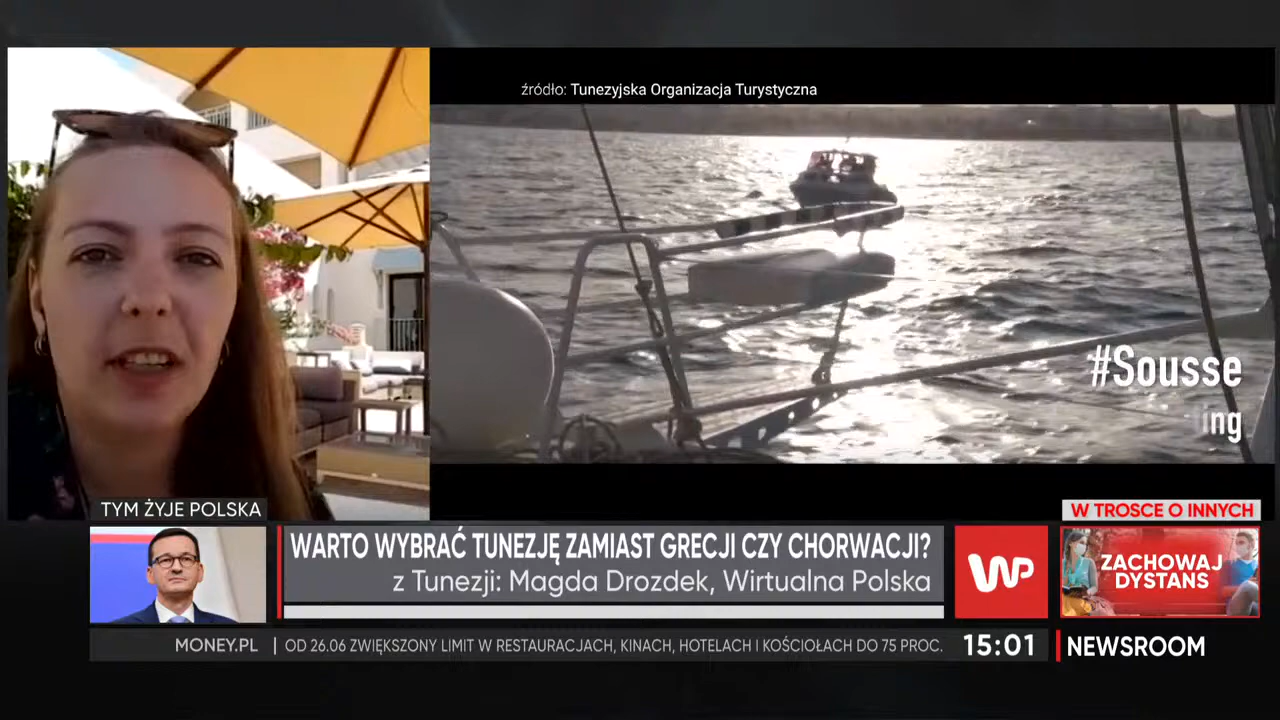 źródło: Tunezyjska Organizacja Turystyczna
#Sousse
ing
TYM ŻYJE POLSKA
WARTO WYBRAĆ TUNEZJĘ ZAMIAST GRECJI CZY CHORWACJI?
z Tunezji: Magda Drozdek, Wirtualna Polska
WP
W TROSCE O INNYCH
ZACHOWAJ
DYSTANS
MONEY.PL | OD 26.06 ZWIĘKSZONY LIMIT W RESTAURACJACH, KINACH, HOTELACH I KOŚCIOŁACH DO 75 PROC.
15:01
NEWSROOM